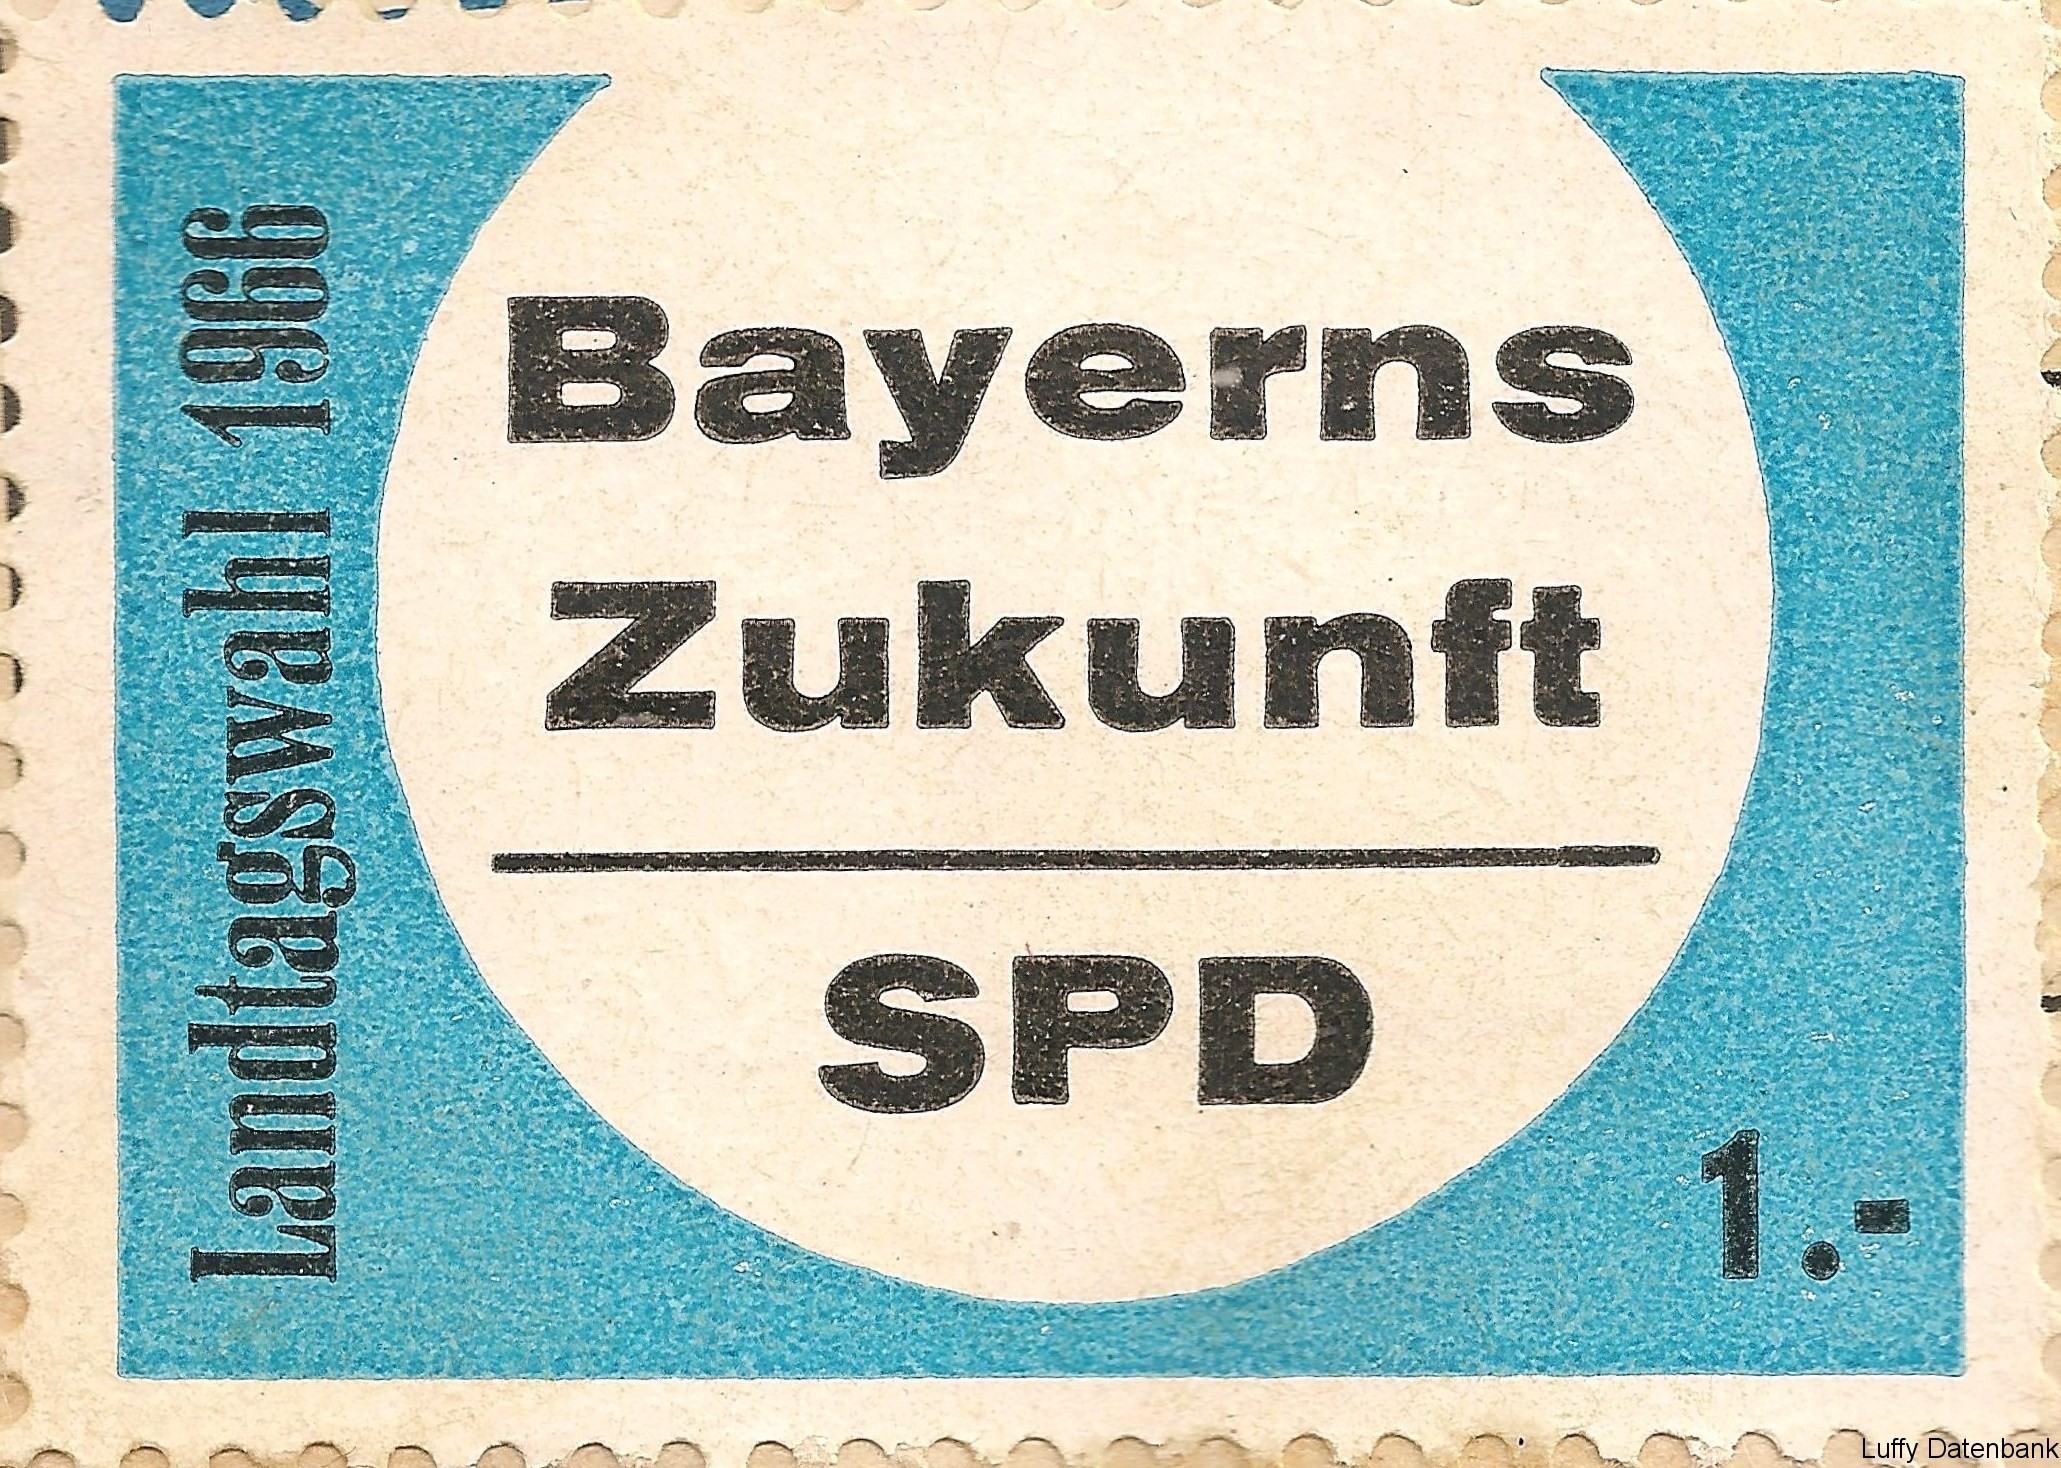 Landtagswahl 1966
Bayerns
Zukunft
SPD
1.-
Luffy Datenbank